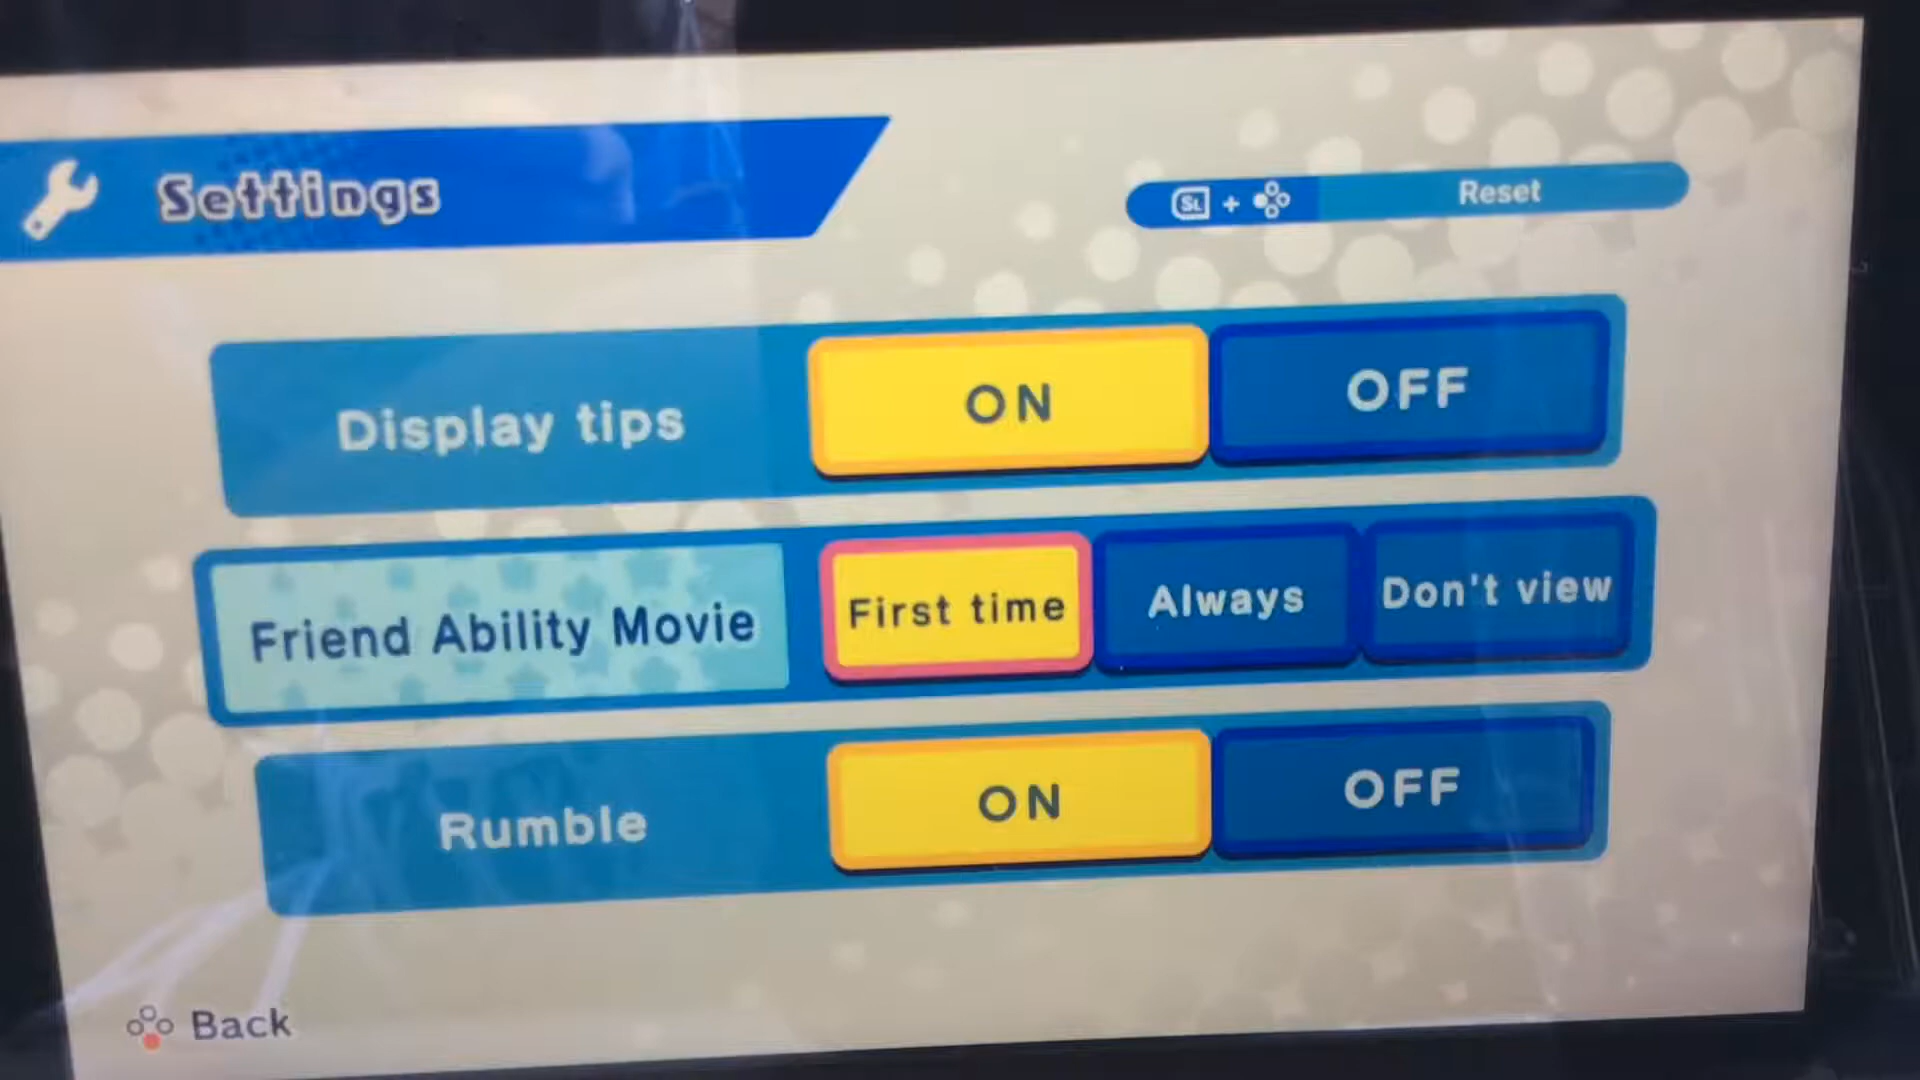 Settings
SL + Reset
Display tips ON OFF
Friend Ability Movie First time Always Don't view
Rumble ON OFF
Back